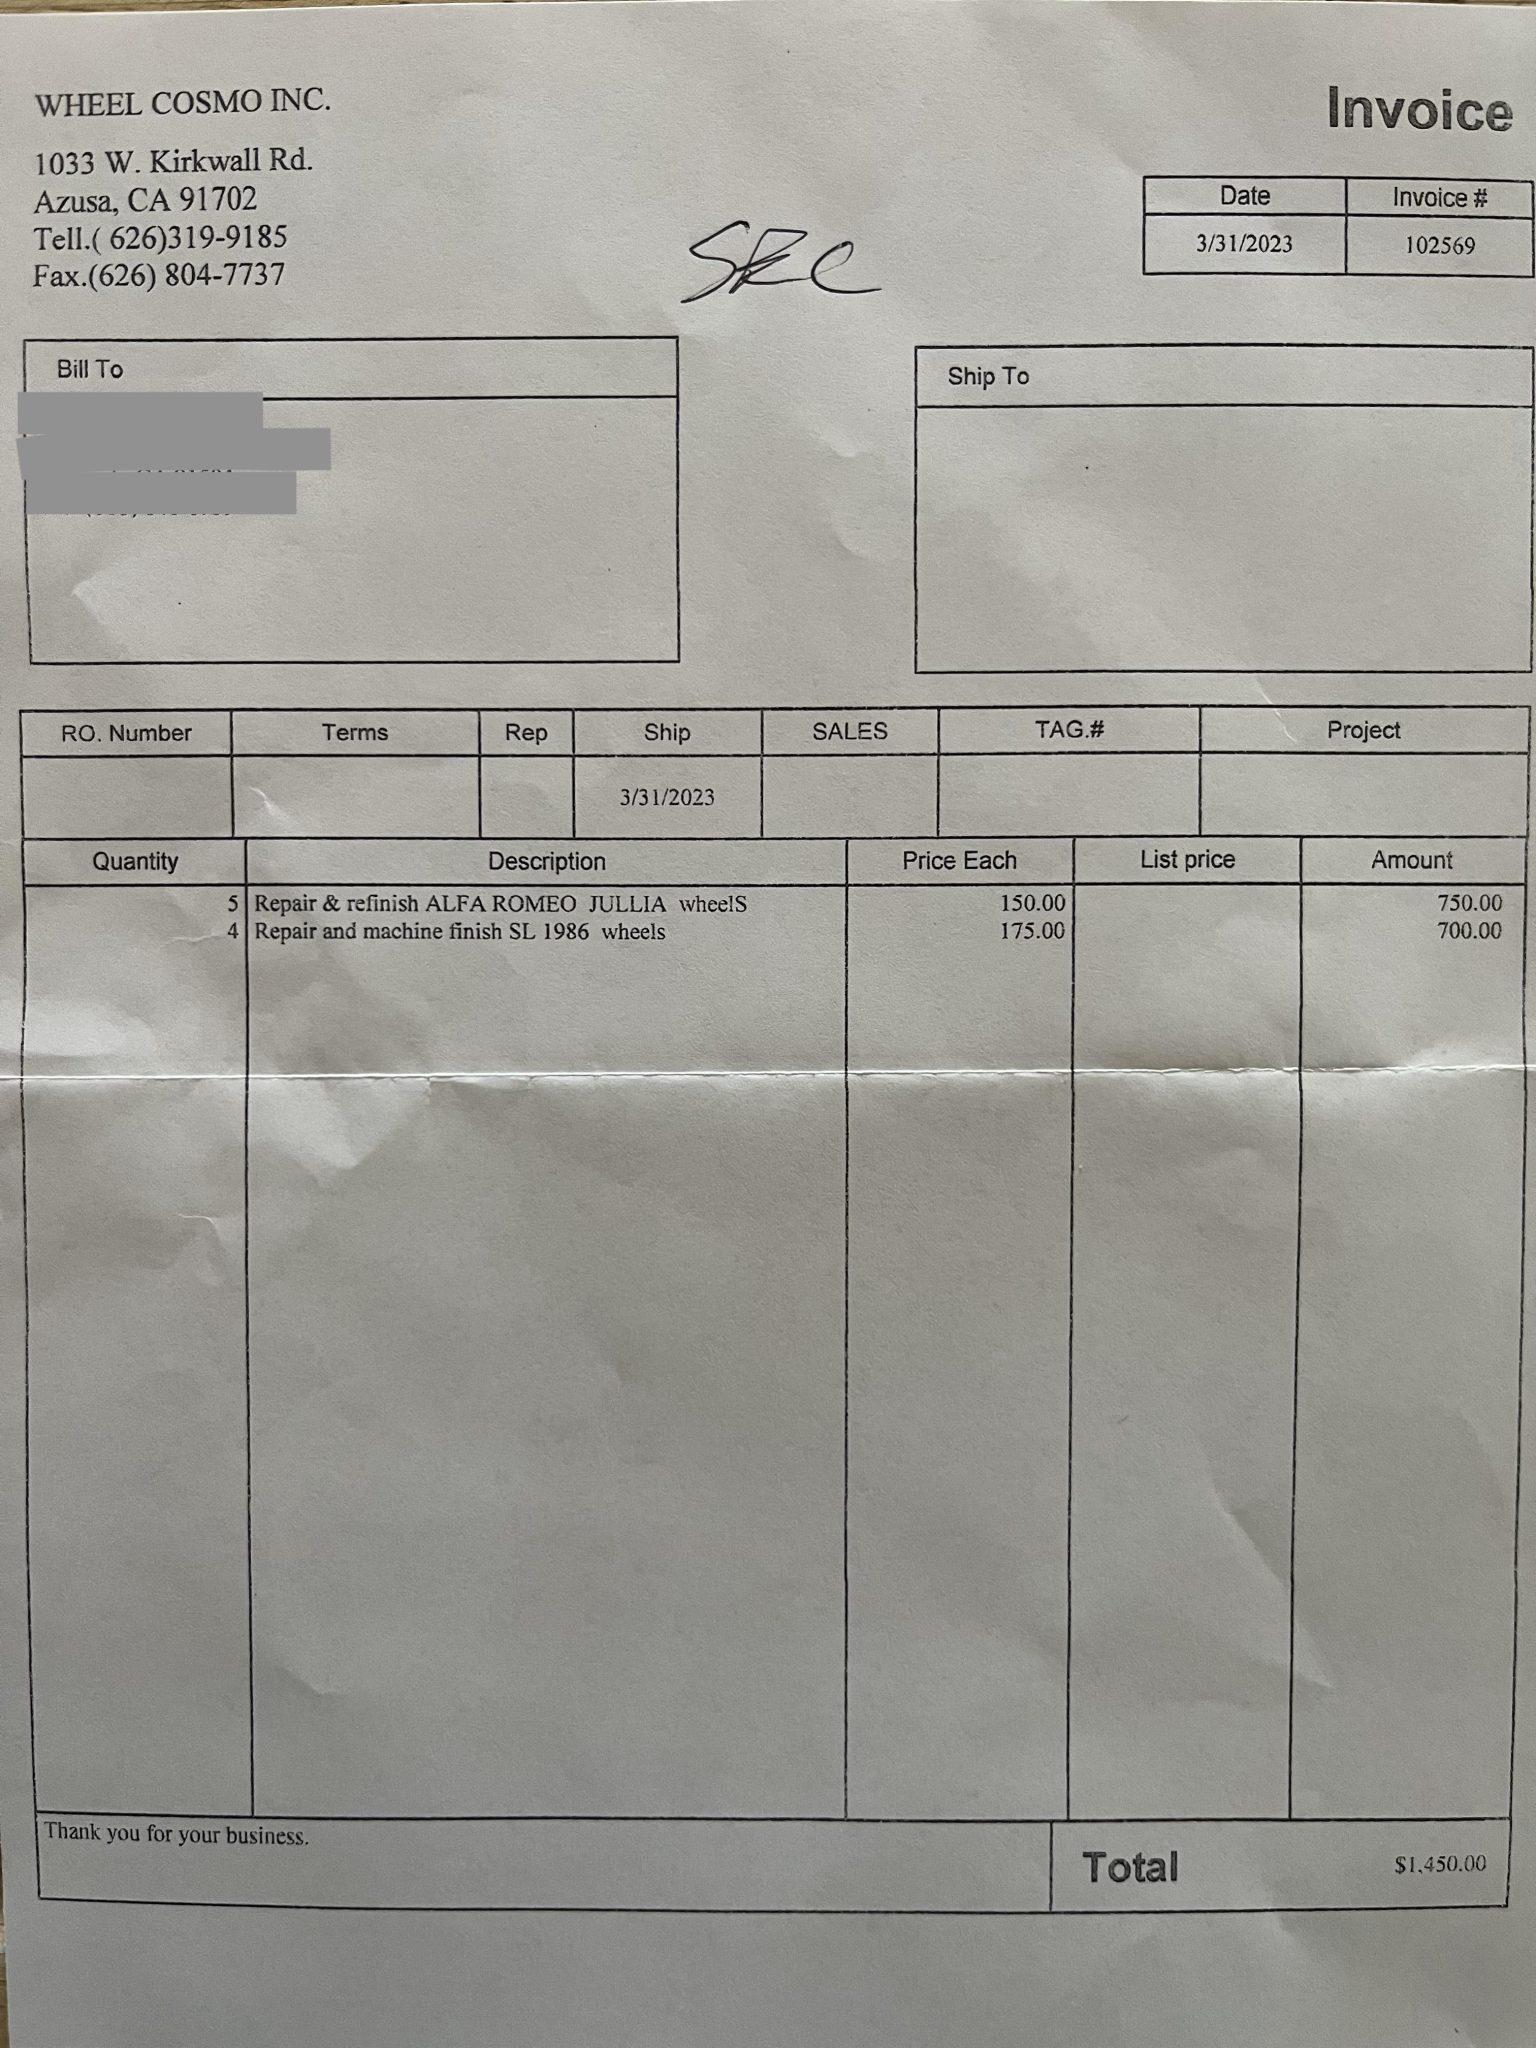 WHEEL COSMO INC.
Invoice
1033 W. Kirkwall Rd.
Azusa, CA 91702
Tell.( 626)319-9185
Fax.(626) 804-7737
Date Invoice #
3/31/2023 102569
Bill To
Ship To
RO. Number Terms Rep Ship SALES TAG.# Project
3/31/2023
Quantity Description Price Each List price Amount
5 Repair & refinish ALFA ROMEO JULLIA wheelS 150.00 750.00
4 Repair and machine finish SL 1986 wheels 175.00 700.00
Thank you for your business.
Total $1,450.00